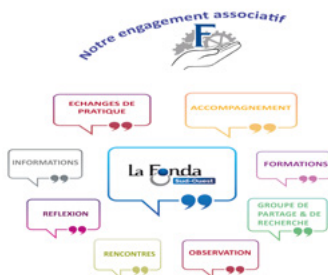 Notre engagement associatif
F
ECHANGES DE
PRATIQUE
ACCOMPAGNEMENT
INFORMATIONS
La Fonda
Sud-Ouest
FORMATIONS
REFLEXION
GROUPE DE
PARTAGE & DE
RECHERCHE
RENCONTRES
OBSERVATION